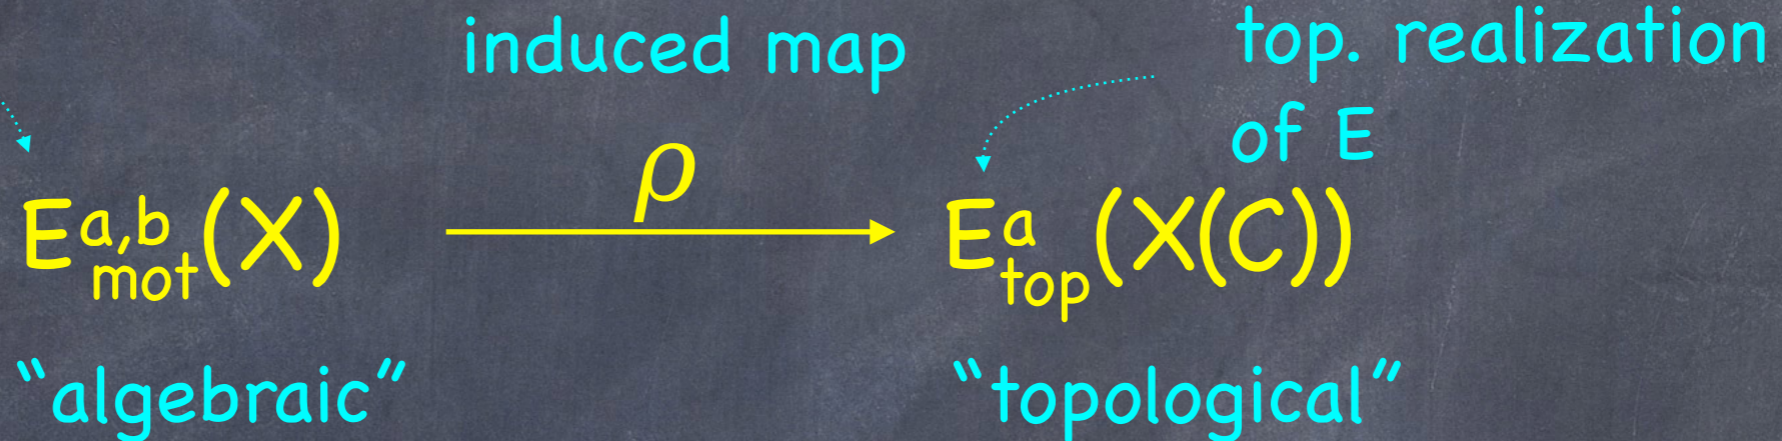 induced map
top. realization
of E
ρ
E^{a,b}_{mot}(X) E^{a}_{top}(X(C))
“algebraic” “topological”